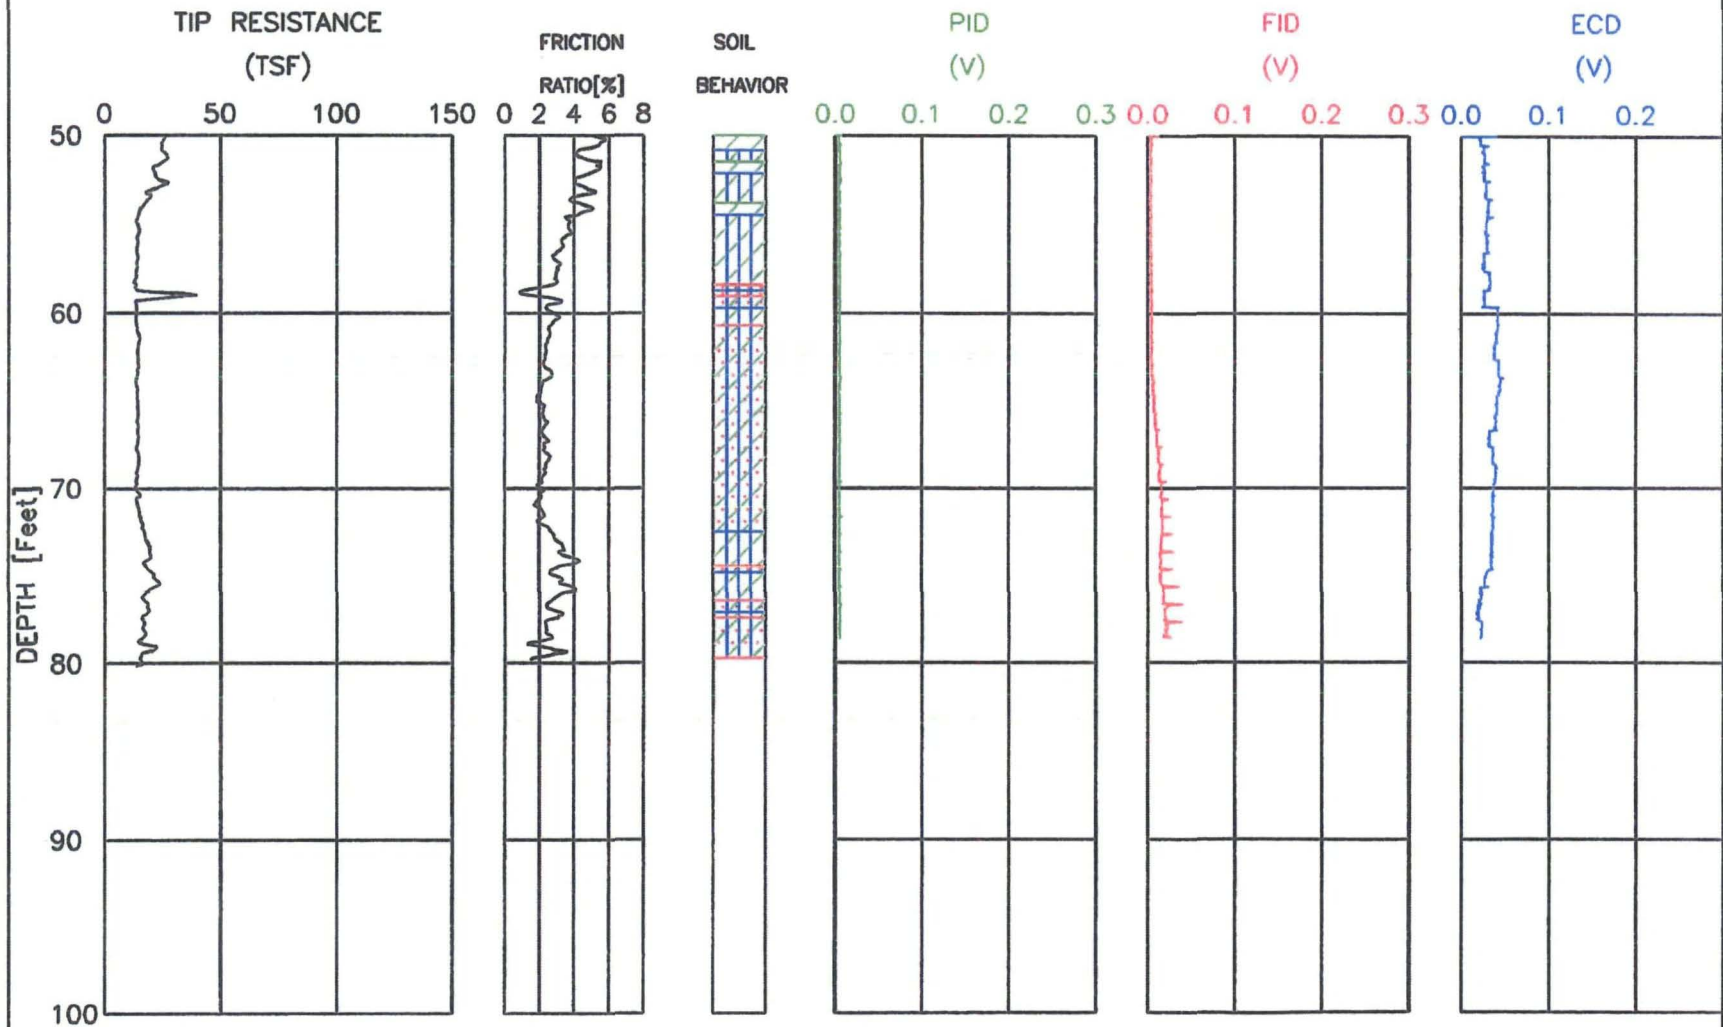 TIP RESISTANCE
(TSF)
0 50 100 150
FRICTION
RATIO[%]
0 2 4 6 8
SOIL
BEHAVIOR
PID
(V)
0.0 0.1 0.2 0.3
FID
(V)
0.0 0.1 0.2 0.3
ECD
(V)
0.0 0.1 0.2
DEPTH [Feet]
50
60
70
80
90
100